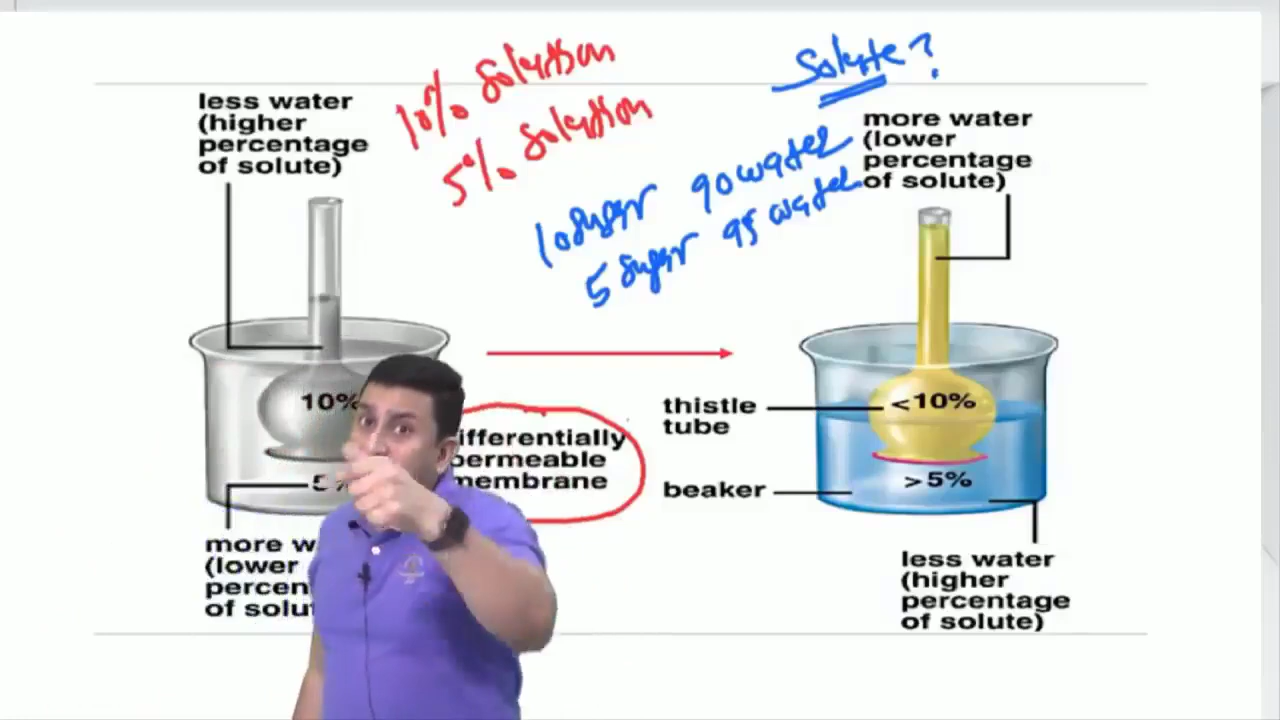 less water
(higher
percentage
of solute)
10% solution
5% solution
Solute?
10 sugar 90 water
5 sugar 95 water
more water
(lower
percentage
of solute)
10%
5%
more w
(lower
percen
of solut
ifferentially
permeable
membrane
thistle
tube
beaker
<10%
>5%
less water
(higher
percentage
of solute)